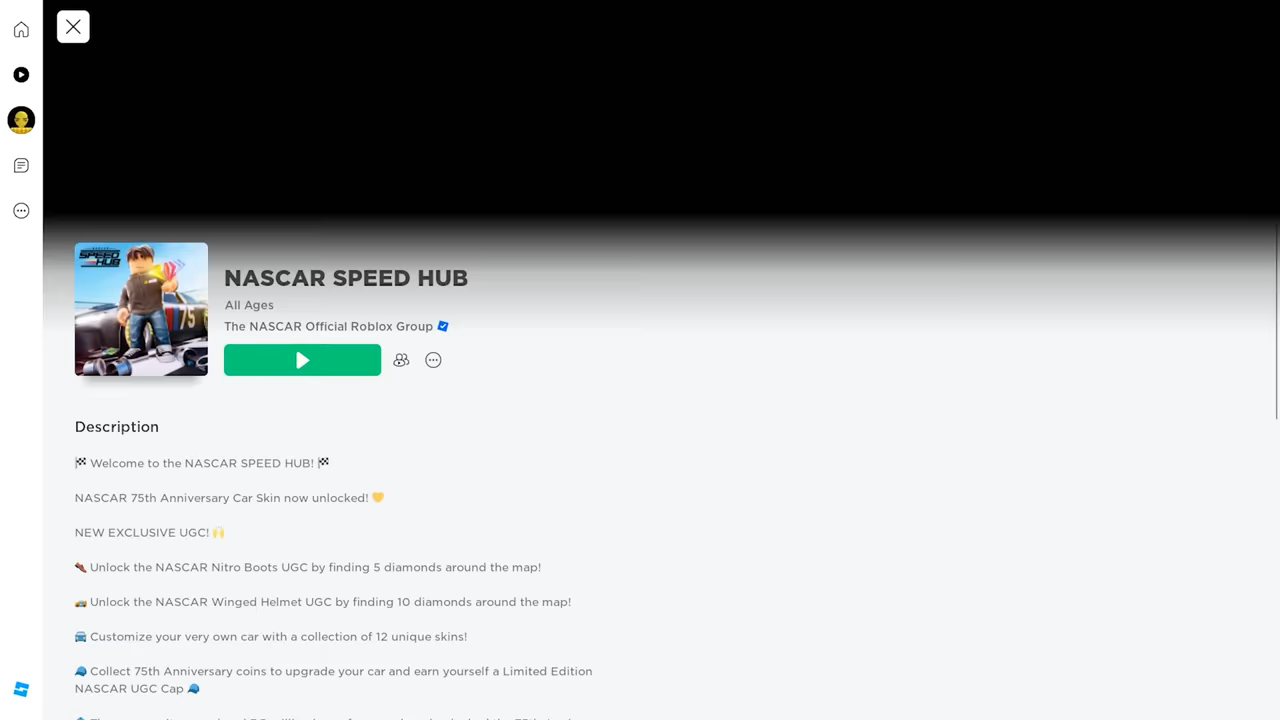 SPEED
HUB
75
NASCAR SPEED HUB
All Ages
The NASCAR Official Roblox Group
Description
🏁 Welcome to the NASCAR SPEED HUB! 🏁
NASCAR 75th Anniversary Car Skin now unlocked! 💛
NEW EXCLUSIVE UGC! 🙌
Unlock the NASCAR Nitro Boots UGC by finding 5 diamonds around the map!
Unlock the NASCAR Winged Helmet UGC by finding 10 diamonds around the map!
🚘 Customize your very own car with a collection of 12 unique skins!
🧢 Collect 75th Anniversary coins to upgrade your car and earn yourself a Limited Edition
NASCAR UGC Cap 🧢